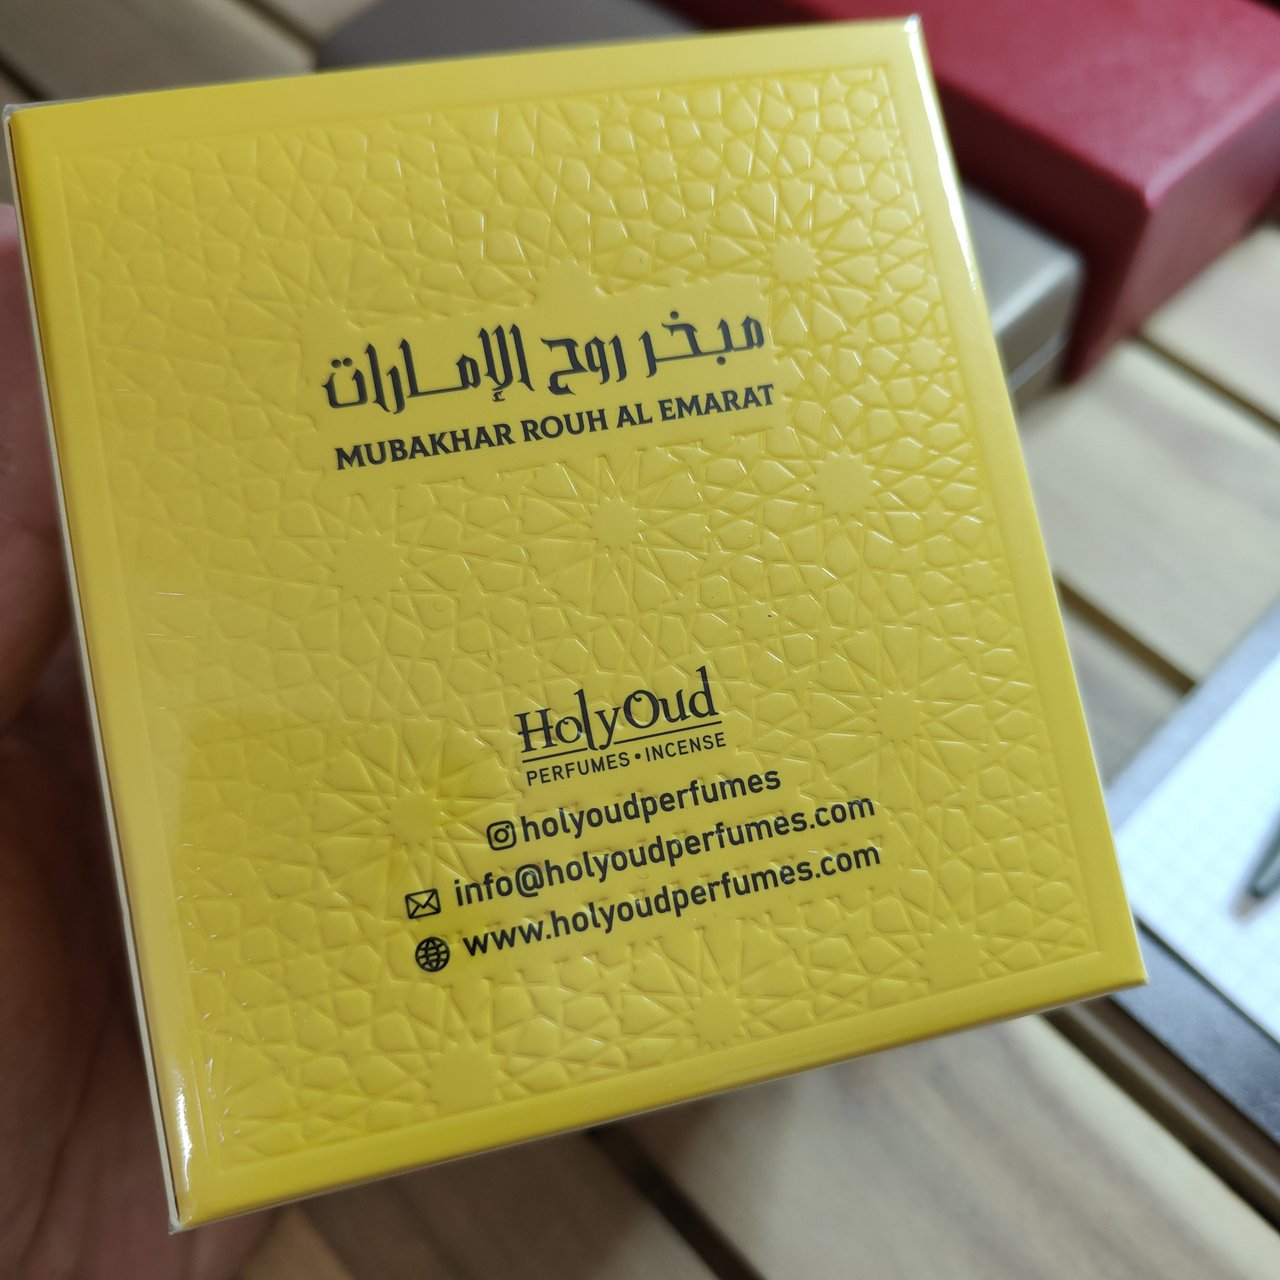 مبخر روح الإمارات
MUBAKHAR ROUH AL EMARAT
HolyOud
PERFUMES • INCENSE
holyoudperfumes
info@holyoudperfumes.com
www.holyoudperfumes.com